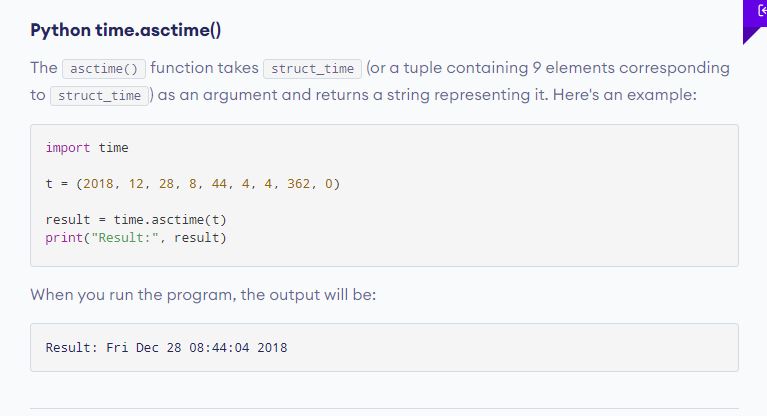 Python time.asctime()
The asctime() function takes struct_time (or a tuple containing 9 elements corresponding
to struct_time) as an argument and returns a string representing it. Here's an example:
import time
t = (2018, 12, 28, 8, 44, 4, 4, 362, 0)
result = time.asctime(t)
print("Result:", result)
When you run the program, the output will be:
Result: Fri Dec 28 08:44:04 2018